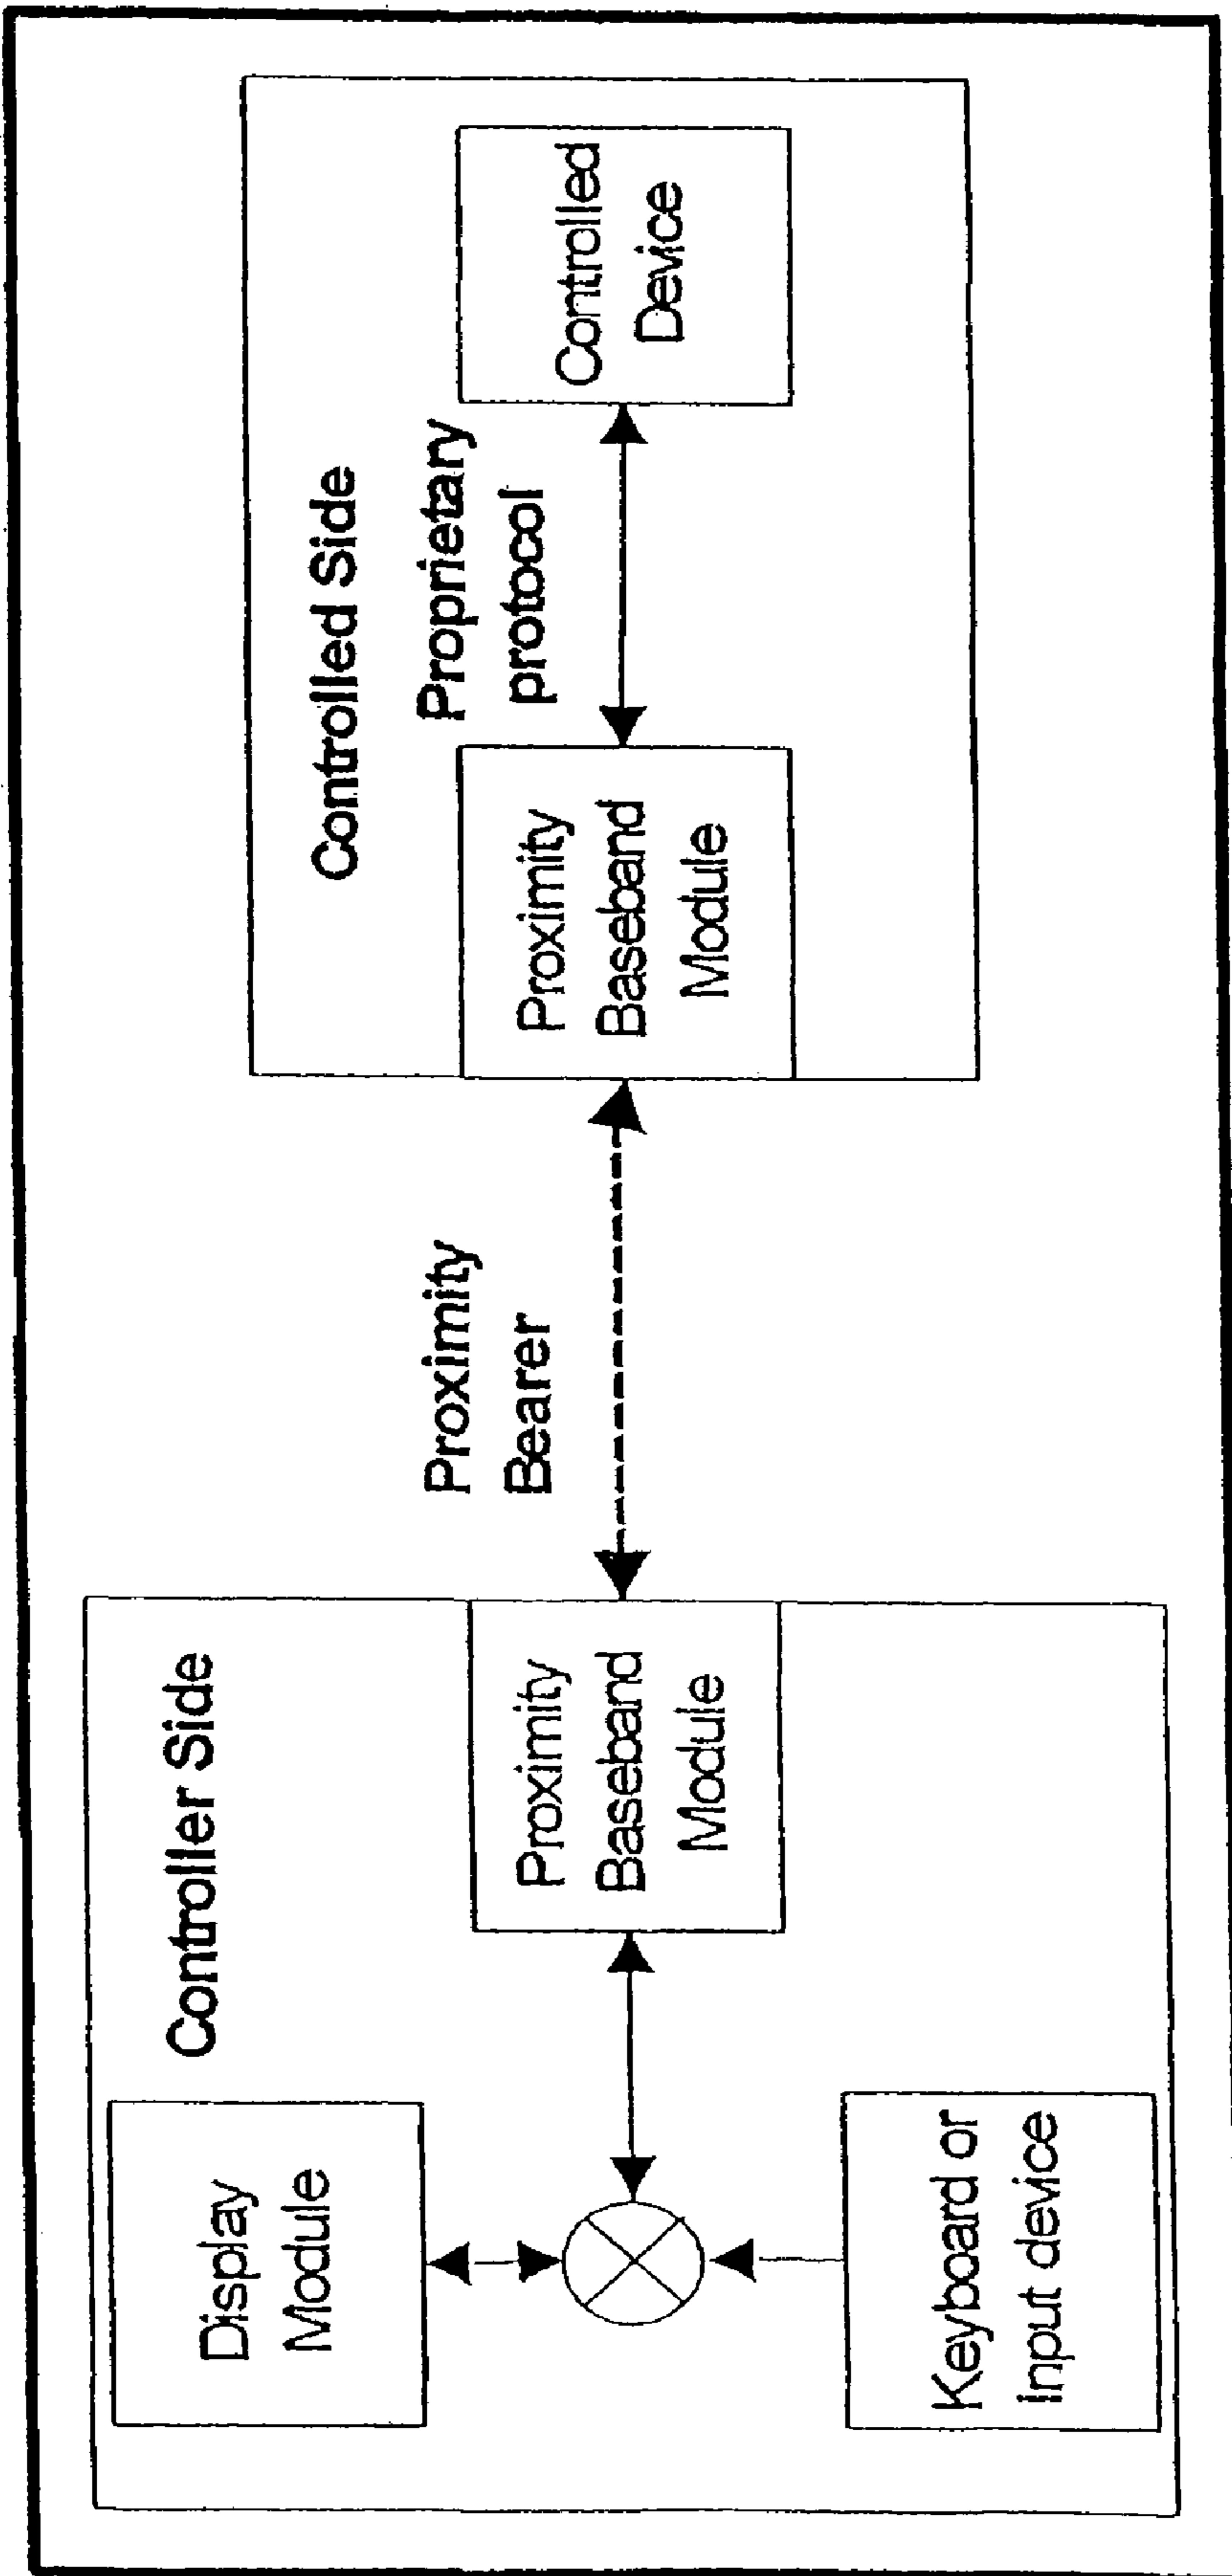 Controller Side
Display
Module
Keyboard or
Input device
Proximity
Baseband
Module
Proximity
Bearer
Controlled Side
Proximity
Baseband
Module
Proprietary
protocol
Controlled
Device